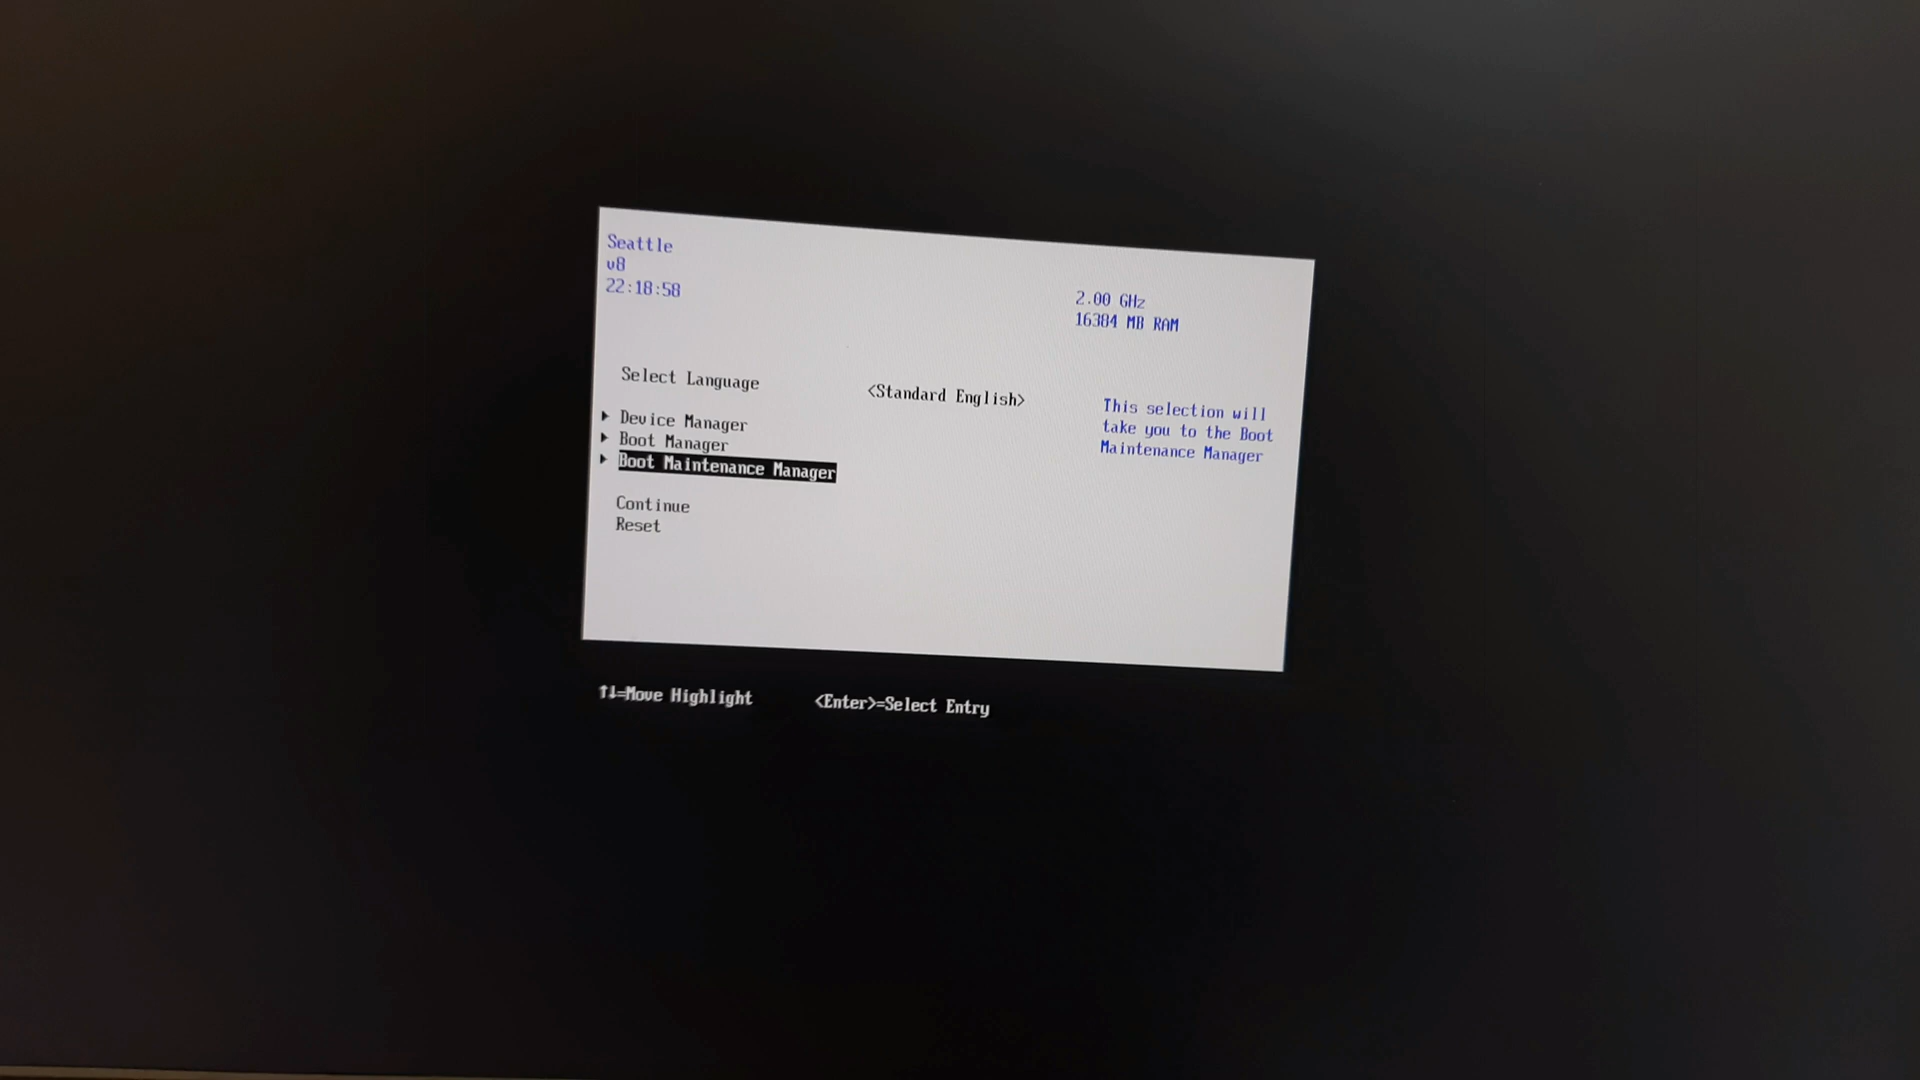 Seattle
v8
22:18:58
2.00 GHz
16384 MB RAM
Select Language <Standard English>
This selection will
take you to the Boot
Maintenance Manager
Device Manager
Boot Manager
Boot Maintenance Manager
Continue
Reset
↑↓=Move Highlight <Enter>=Select Entry